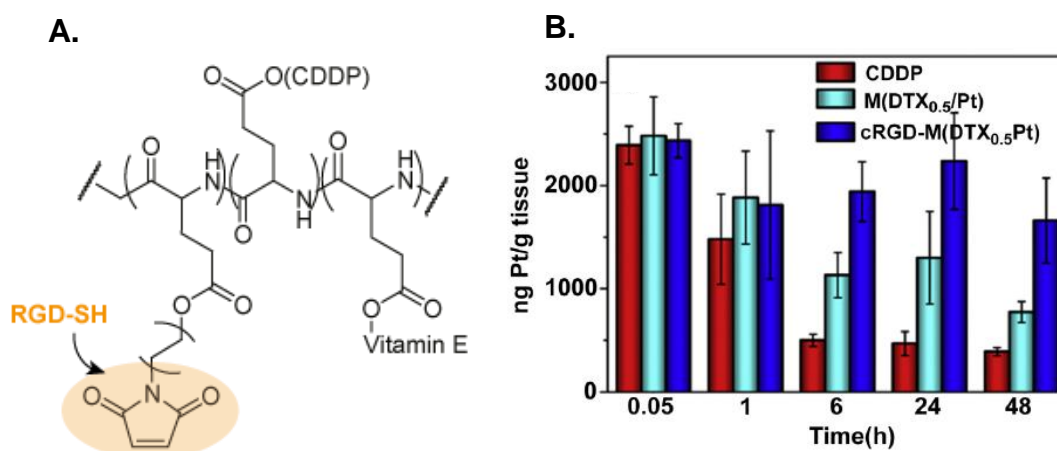 A.
O
O(CDDP)
O
H
N
O
N
H
O
H
N
O
O
O
O
Vitamin E
RGD-SH
O
N
O
B.
CDDP
M(DTX0.5/Pt)
cRGD-M(DTX0.5Pt)
ng Pt/g tissue
3000
2000
1000
0
0.05 1 6 24 48
Time(h)